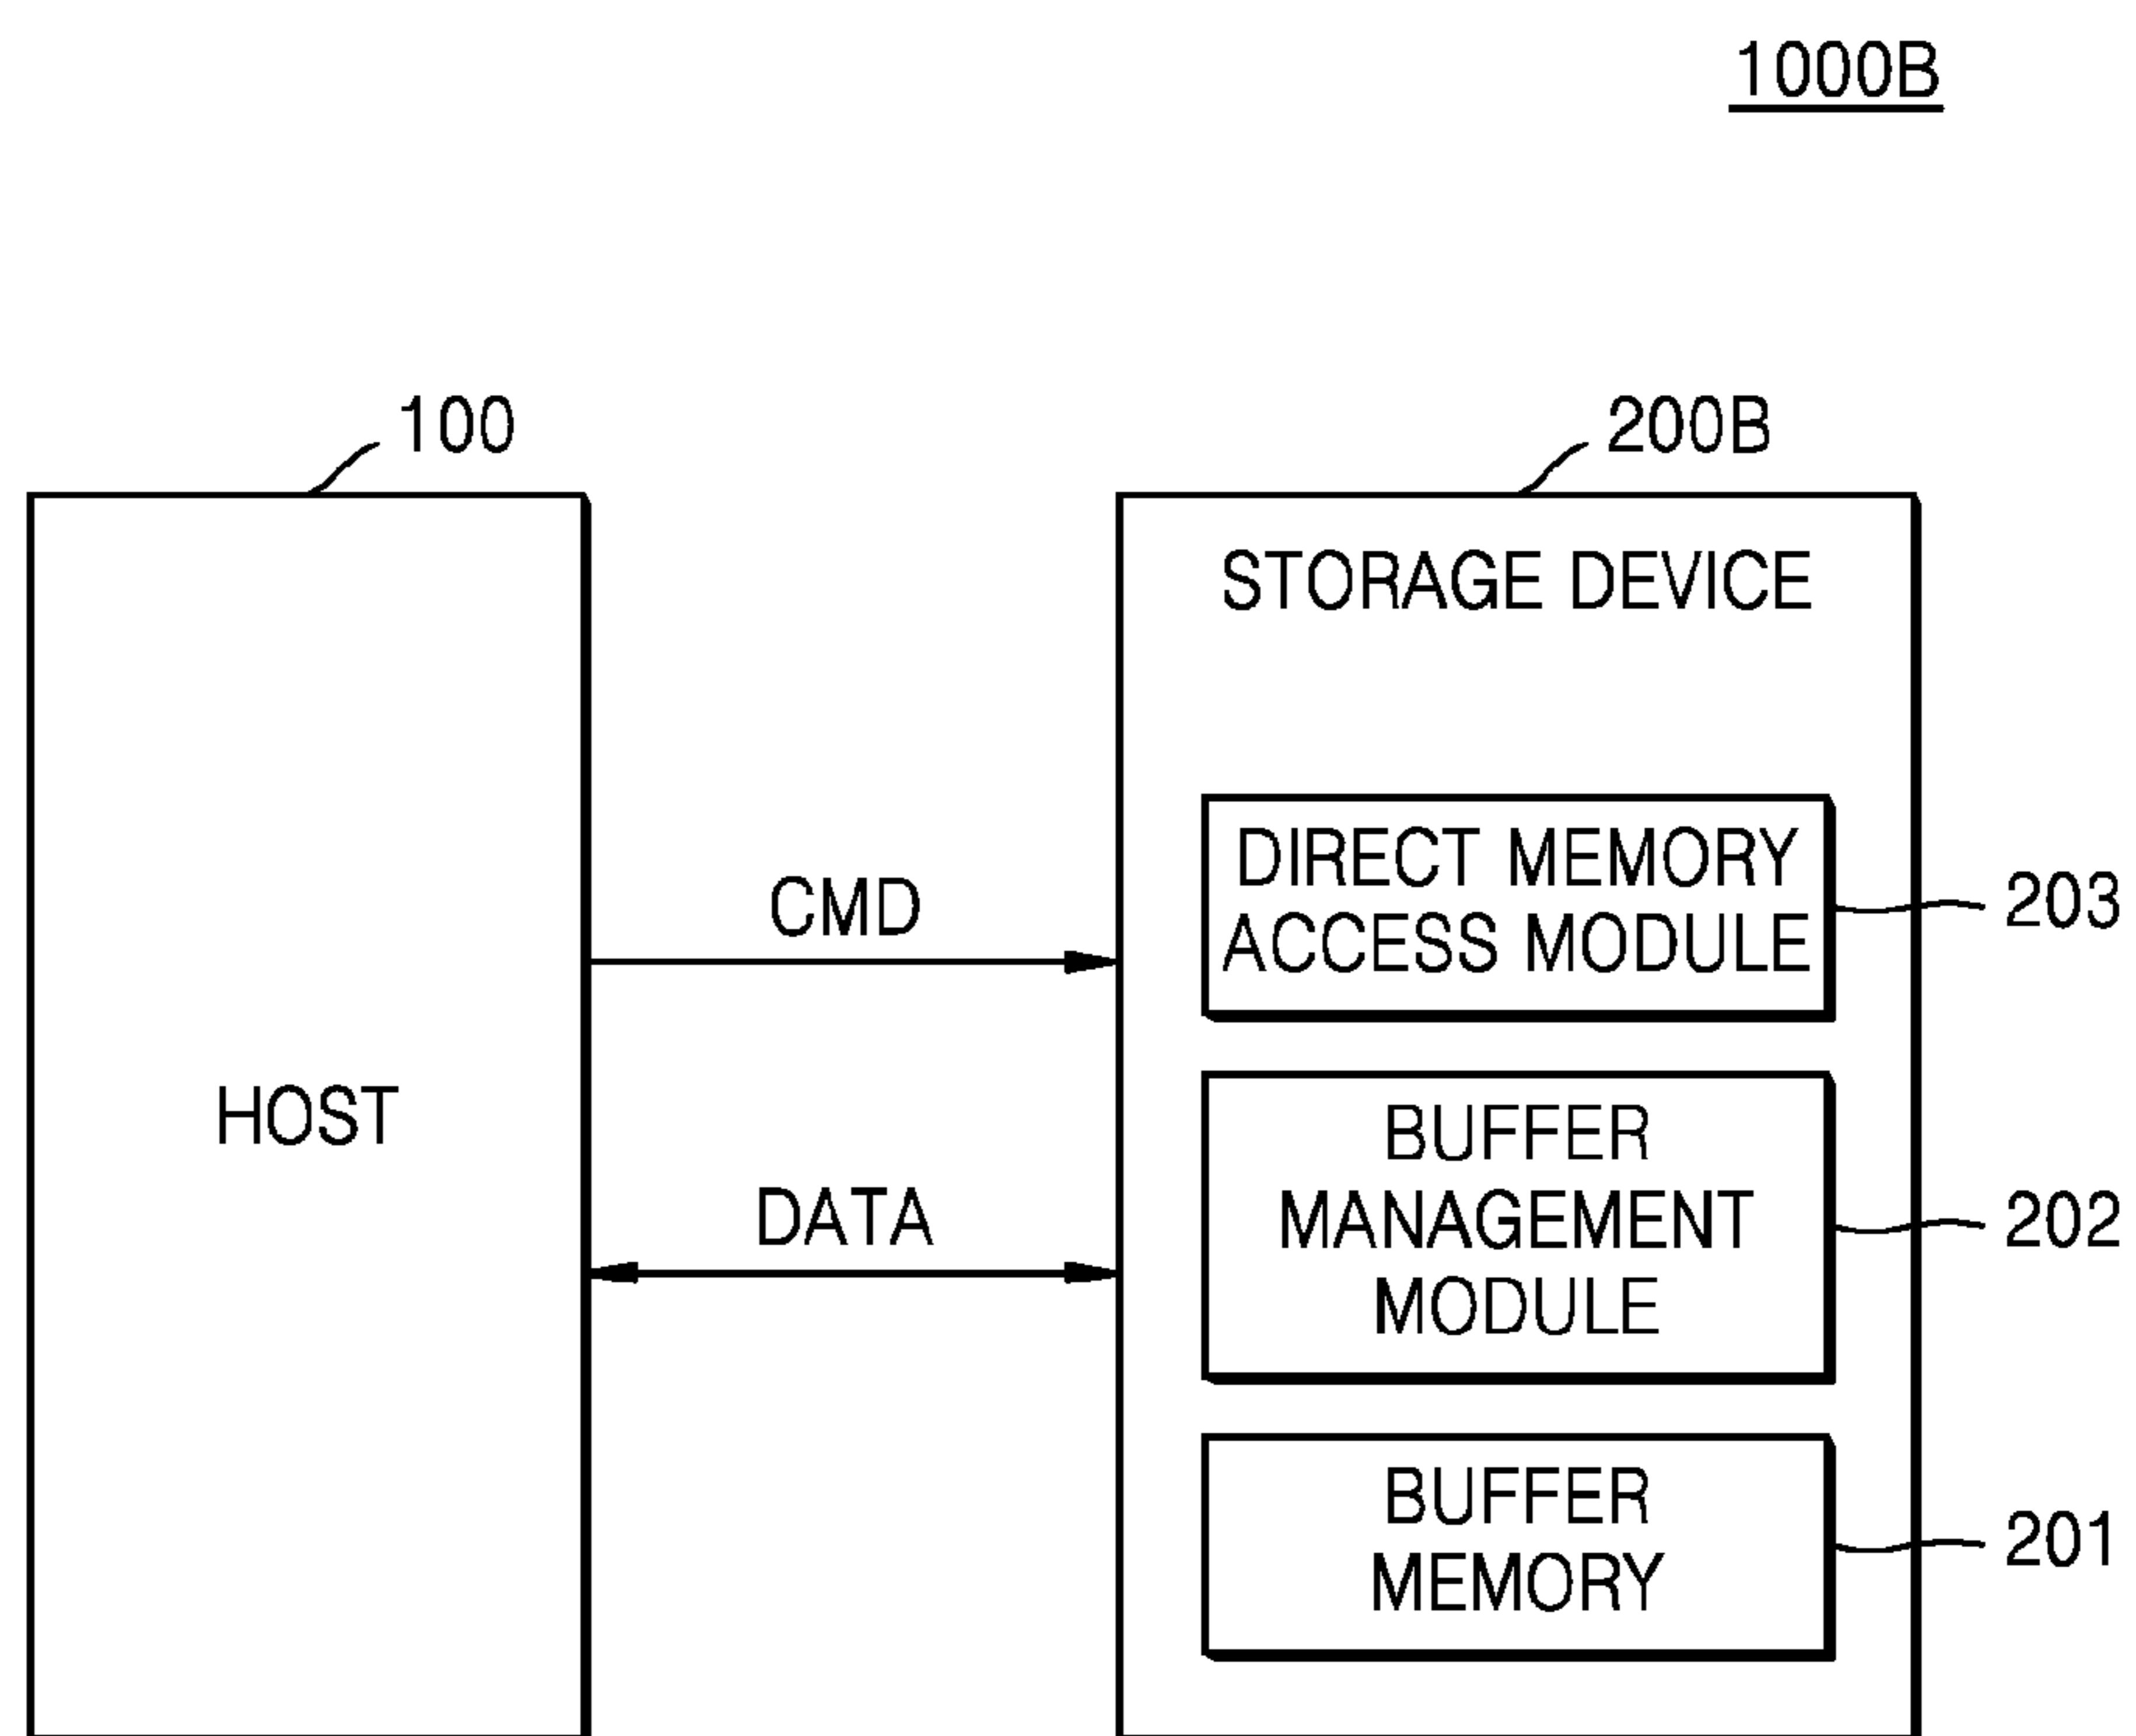 1000B
100
200B
STORAGE DEVICE
DIRECT MEMORY
ACCESS MODULE
203
CMD
HOST
BUFFER
MANAGEMENT
MODULE
202
DATA
BUFFER
MEMORY
201